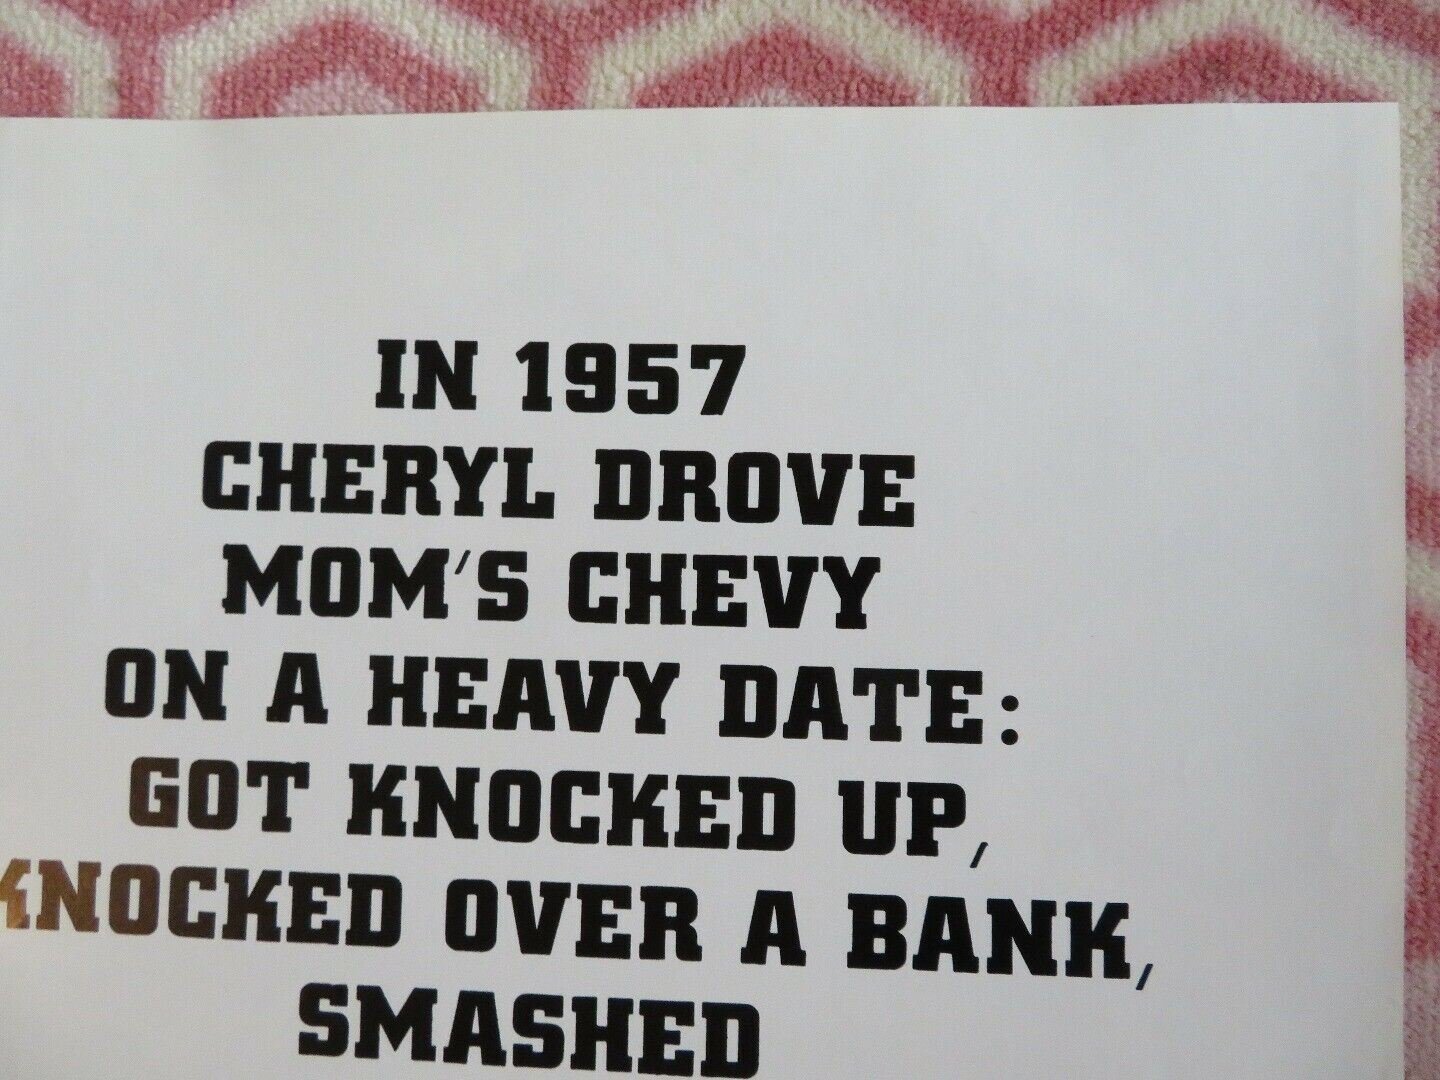 IN 1957
CHERYL DROVE
MOM'S CHEVY
ON A HEAVY DATE:
GOT KNOCKED UP,
KNOCKED OVER A BANK,
SMASHED